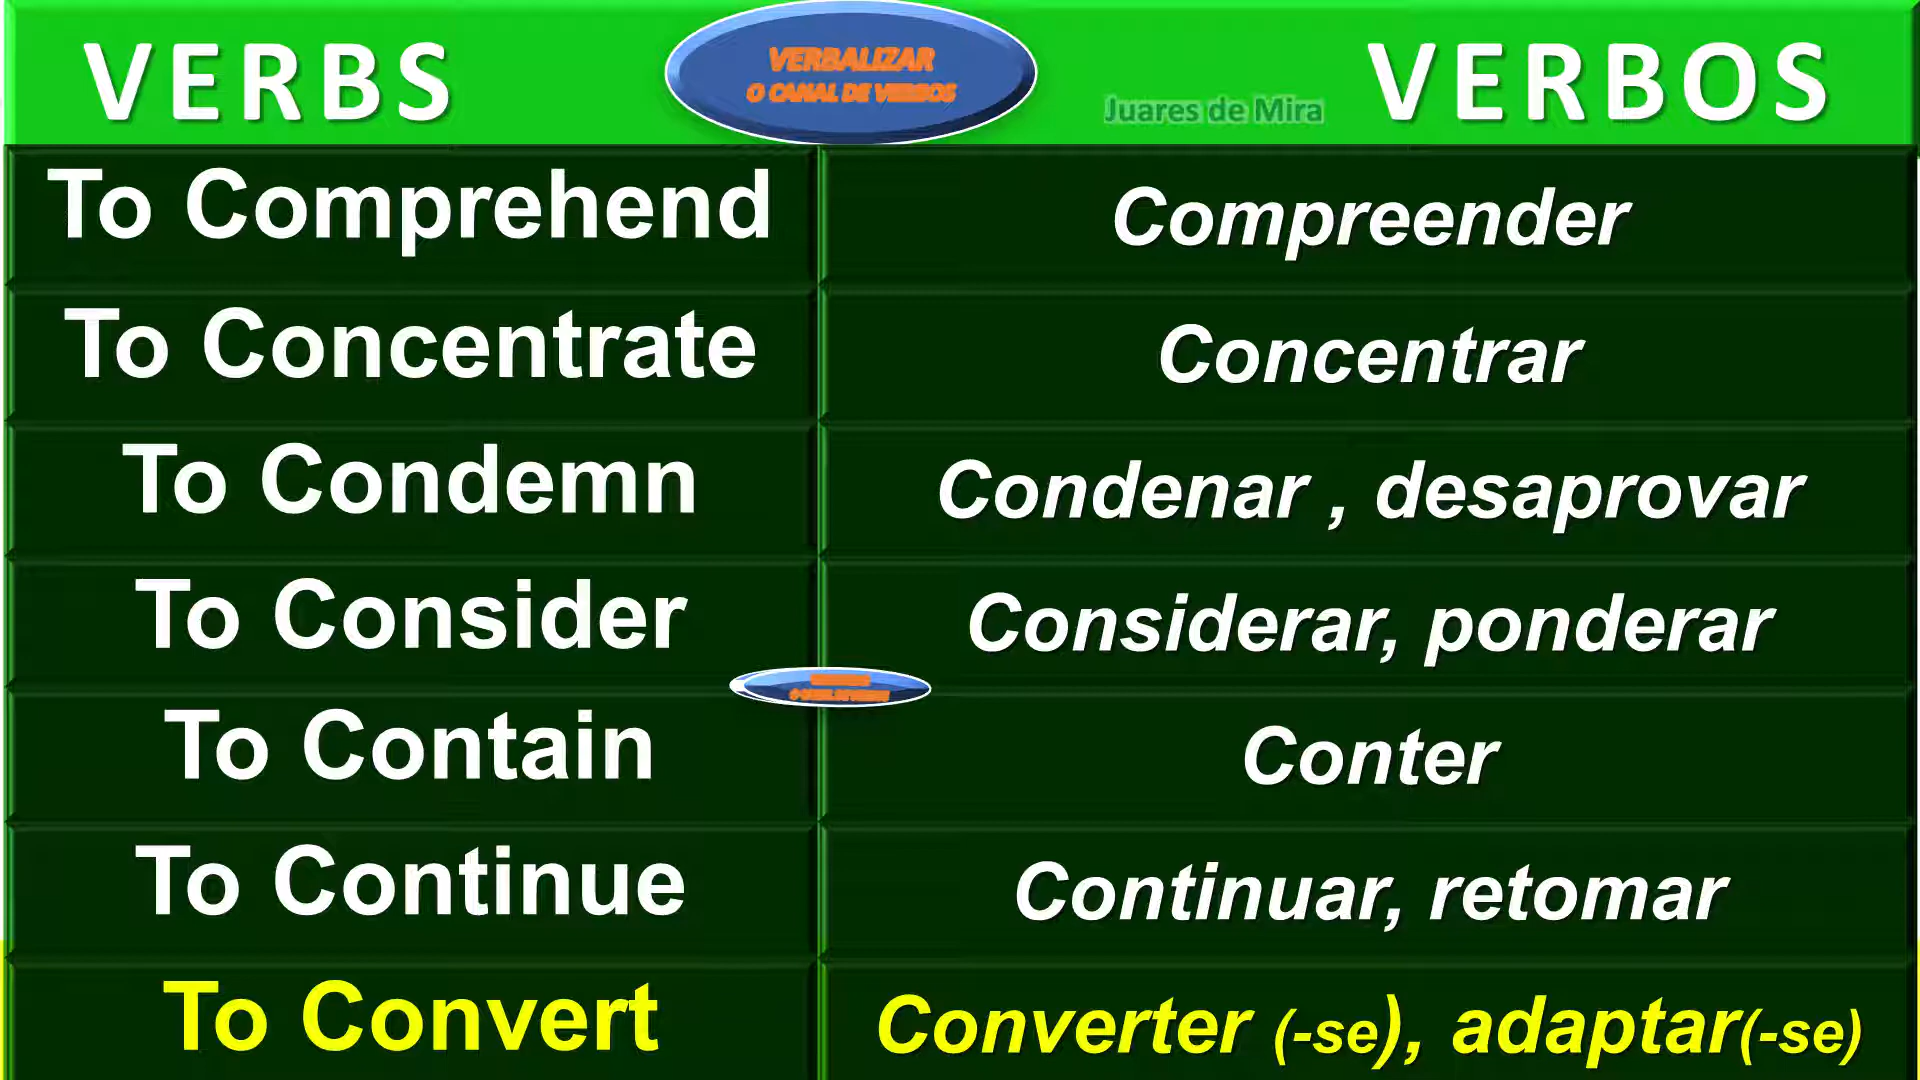 VERBS
VERBALIZAR
O CANAL DE VERBOS
Juares de Mira
VERBOS
To Comprehend
Compreender
To Concentrate
Concentrar
To Condemn
Condenar , desaprovar
To Consider
Considerar, ponderar
To Contain
Conter
To Continue
Continuar, retomar
To Convert
Converter (-se), adaptar(-se)